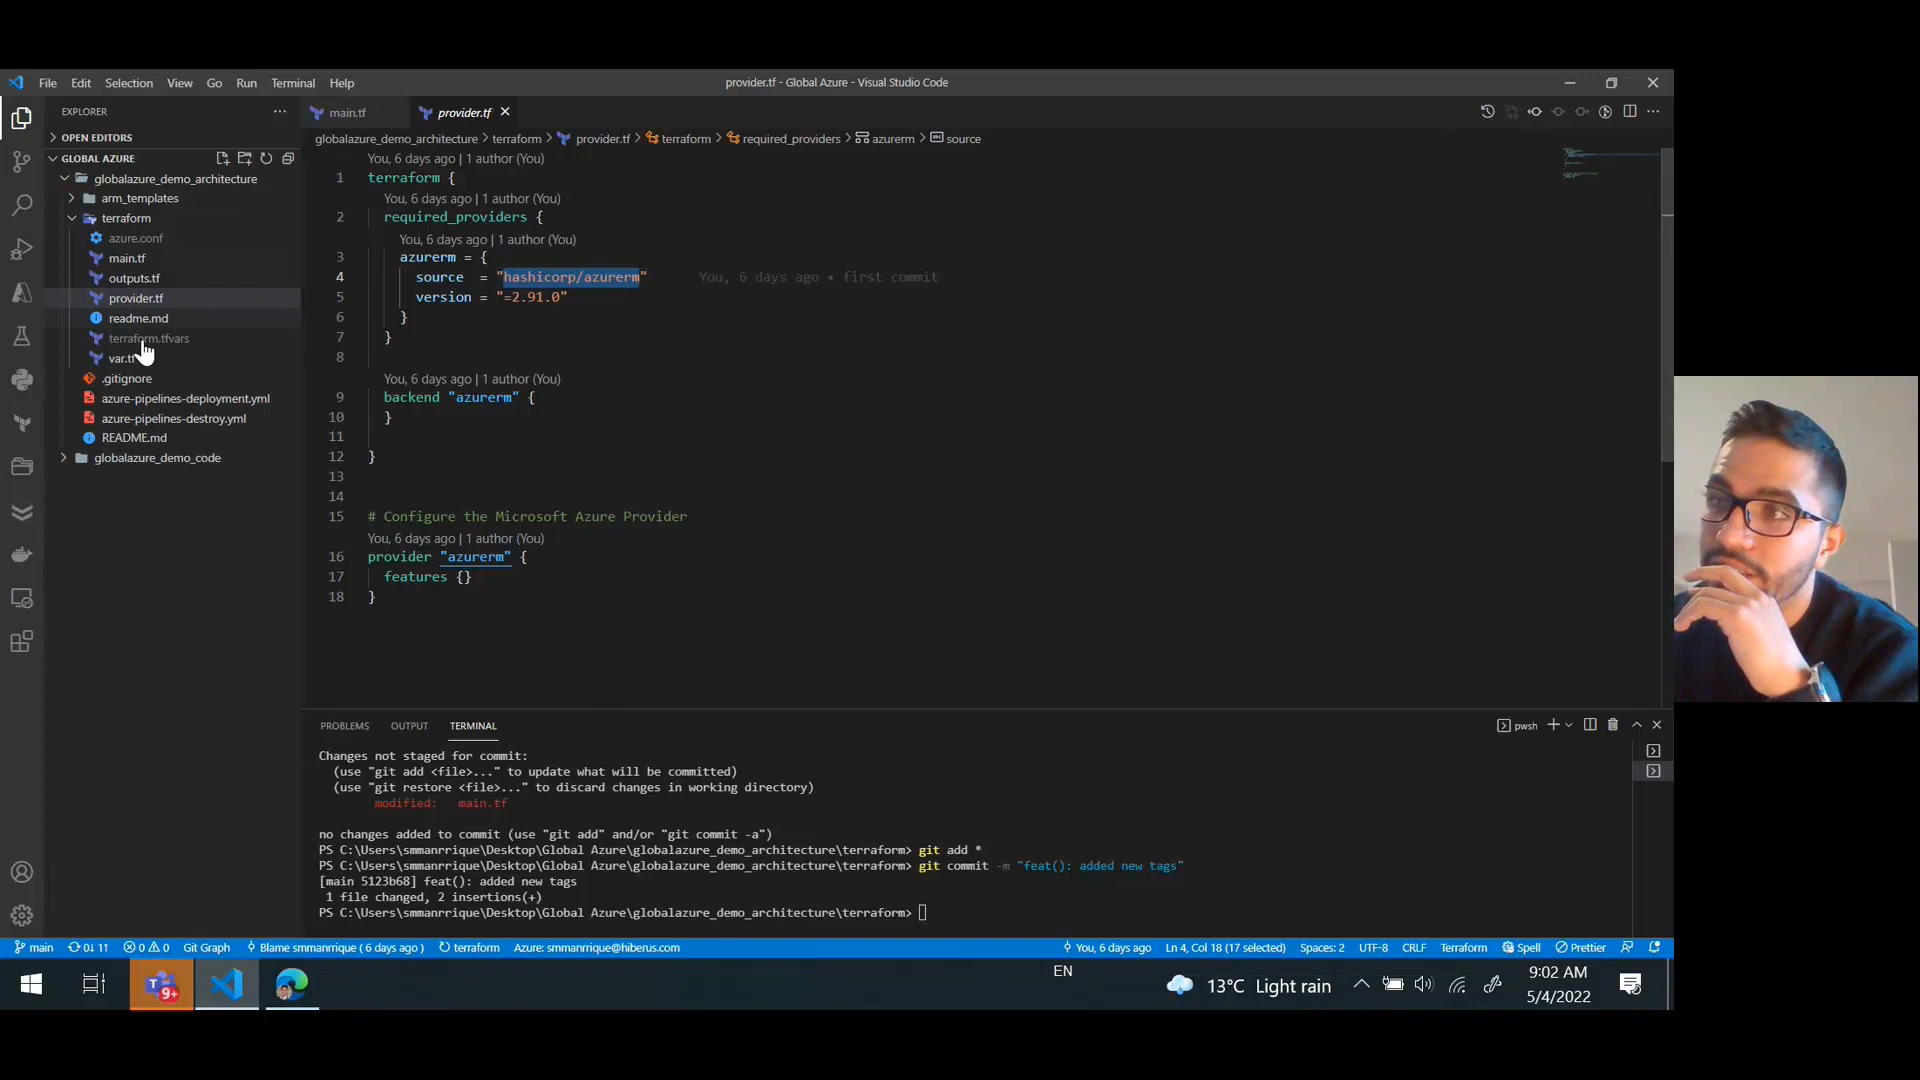 File Edit Selection View Go Run Terminal Help
provider.tf - Global Azure - Visual Studio Code
EXPLORER
OPEN EDITORS
GLOBAL AZURE
globalazure_demo_architecture
arm_templates
terraform
azure.conf
main.tf
outputs.tf
provider.tf
readme.md
terraform.tfvars
var.tf
.gitignore
azure-pipelines-deployment.yml
azure-pipelines-destroy.yml
README.md
globalazure_demo_code
main.tf provider.tf
globalazure_demo_architecture > terraform > provider.tf > terraform > required_providers > azurerm > source
You, 6 days ago | 1 author (You)
1 terraform {
You, 6 days ago | 1 author (You)
2 required_providers {
You, 6 days ago | 1 author (You)
3 azurerm = {
4 source = "hashicorp/azurerm" You, 6 days ago • first commit
5 version = "=2.91.0"
6 }
7 }
8
You, 6 days ago | 1 author (You)
9 backend "azurerm" {
10 }
11
12 }
13
14
15 # Configure the Microsoft Azure Provider
You, 6 days ago | 1 author (You)
16 provider "azurerm" {
17 features {}
18 }
PROBLEMS OUTPUT TERMINAL
pwsh
Changes not staged for commit:
(use "git add <file>..." to update what will be committed)
(use "git restore <file>..." to discard changes in working directory)
modified: main.tf
no changes added to commit (use "git add" and/or "git commit -a")
PS C:\Users\smmanrrique\Desktop\Global Azure\globalazure_demo_architecture\terraform> git add *
PS C:\Users\smmanrrique\Desktop\Global Azure\globalazure_demo_architecture\terraform> git commit -m "feat(): added new tags"
[main 5123b68] feat(): added new tags
1 file changed, 2 insertions(+)
PS C:\Users\smmanrrique\Desktop\Global Azure\globalazure_demo_architecture\terraform>
main 0↓ 1↑ 0 0 Git Graph Blame smmanrrique ( 6 days ago ) terraform Azure: smmanrrique@hiberus.com
You, 6 days ago Ln 4, Col 18 (17 selected) Spaces: 2 UTF-8 CRLF Terraform Spell Prettier
9+
EN
13°C Light rain
9:02 AM
5/4/2022